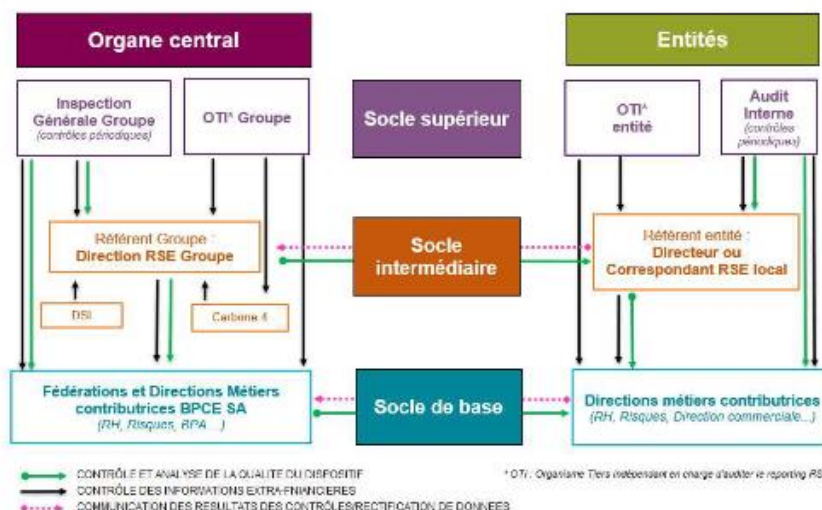 Organe central
Entités
Inspection
Générale Groupe
(contrôles périodiques)
OTI* Groupe
Socle supérieur
OTI*
entité
Audit
Interne
(contrôles
périodiques)
Référent Groupe :
Direction RSE Groupe
Socle
intermédiaire
Référent entité :
Directeur ou
Correspondant RSE local
DSI
Carbone 4
Fédérations et Directions Métiers
contributrices BPCE SA
(RH, Risques, BPA...)
Socle de base
Directions métiers contributrices
(RH, Risques, Direction commerciale...)
CONTRÔLE ET ANALYSE DE LA QUALITE DU DISPOSITIF
* OTI : Organisme Tiers Indépendant en charge d'auditer le reporting RS
CONTRÔLE DES INFORMATIONS EXTRA-FINANCIERES
COMMUNICATION DES RESULTATS DES CONTRÔLES/RECTIFICATION DE DONNEES